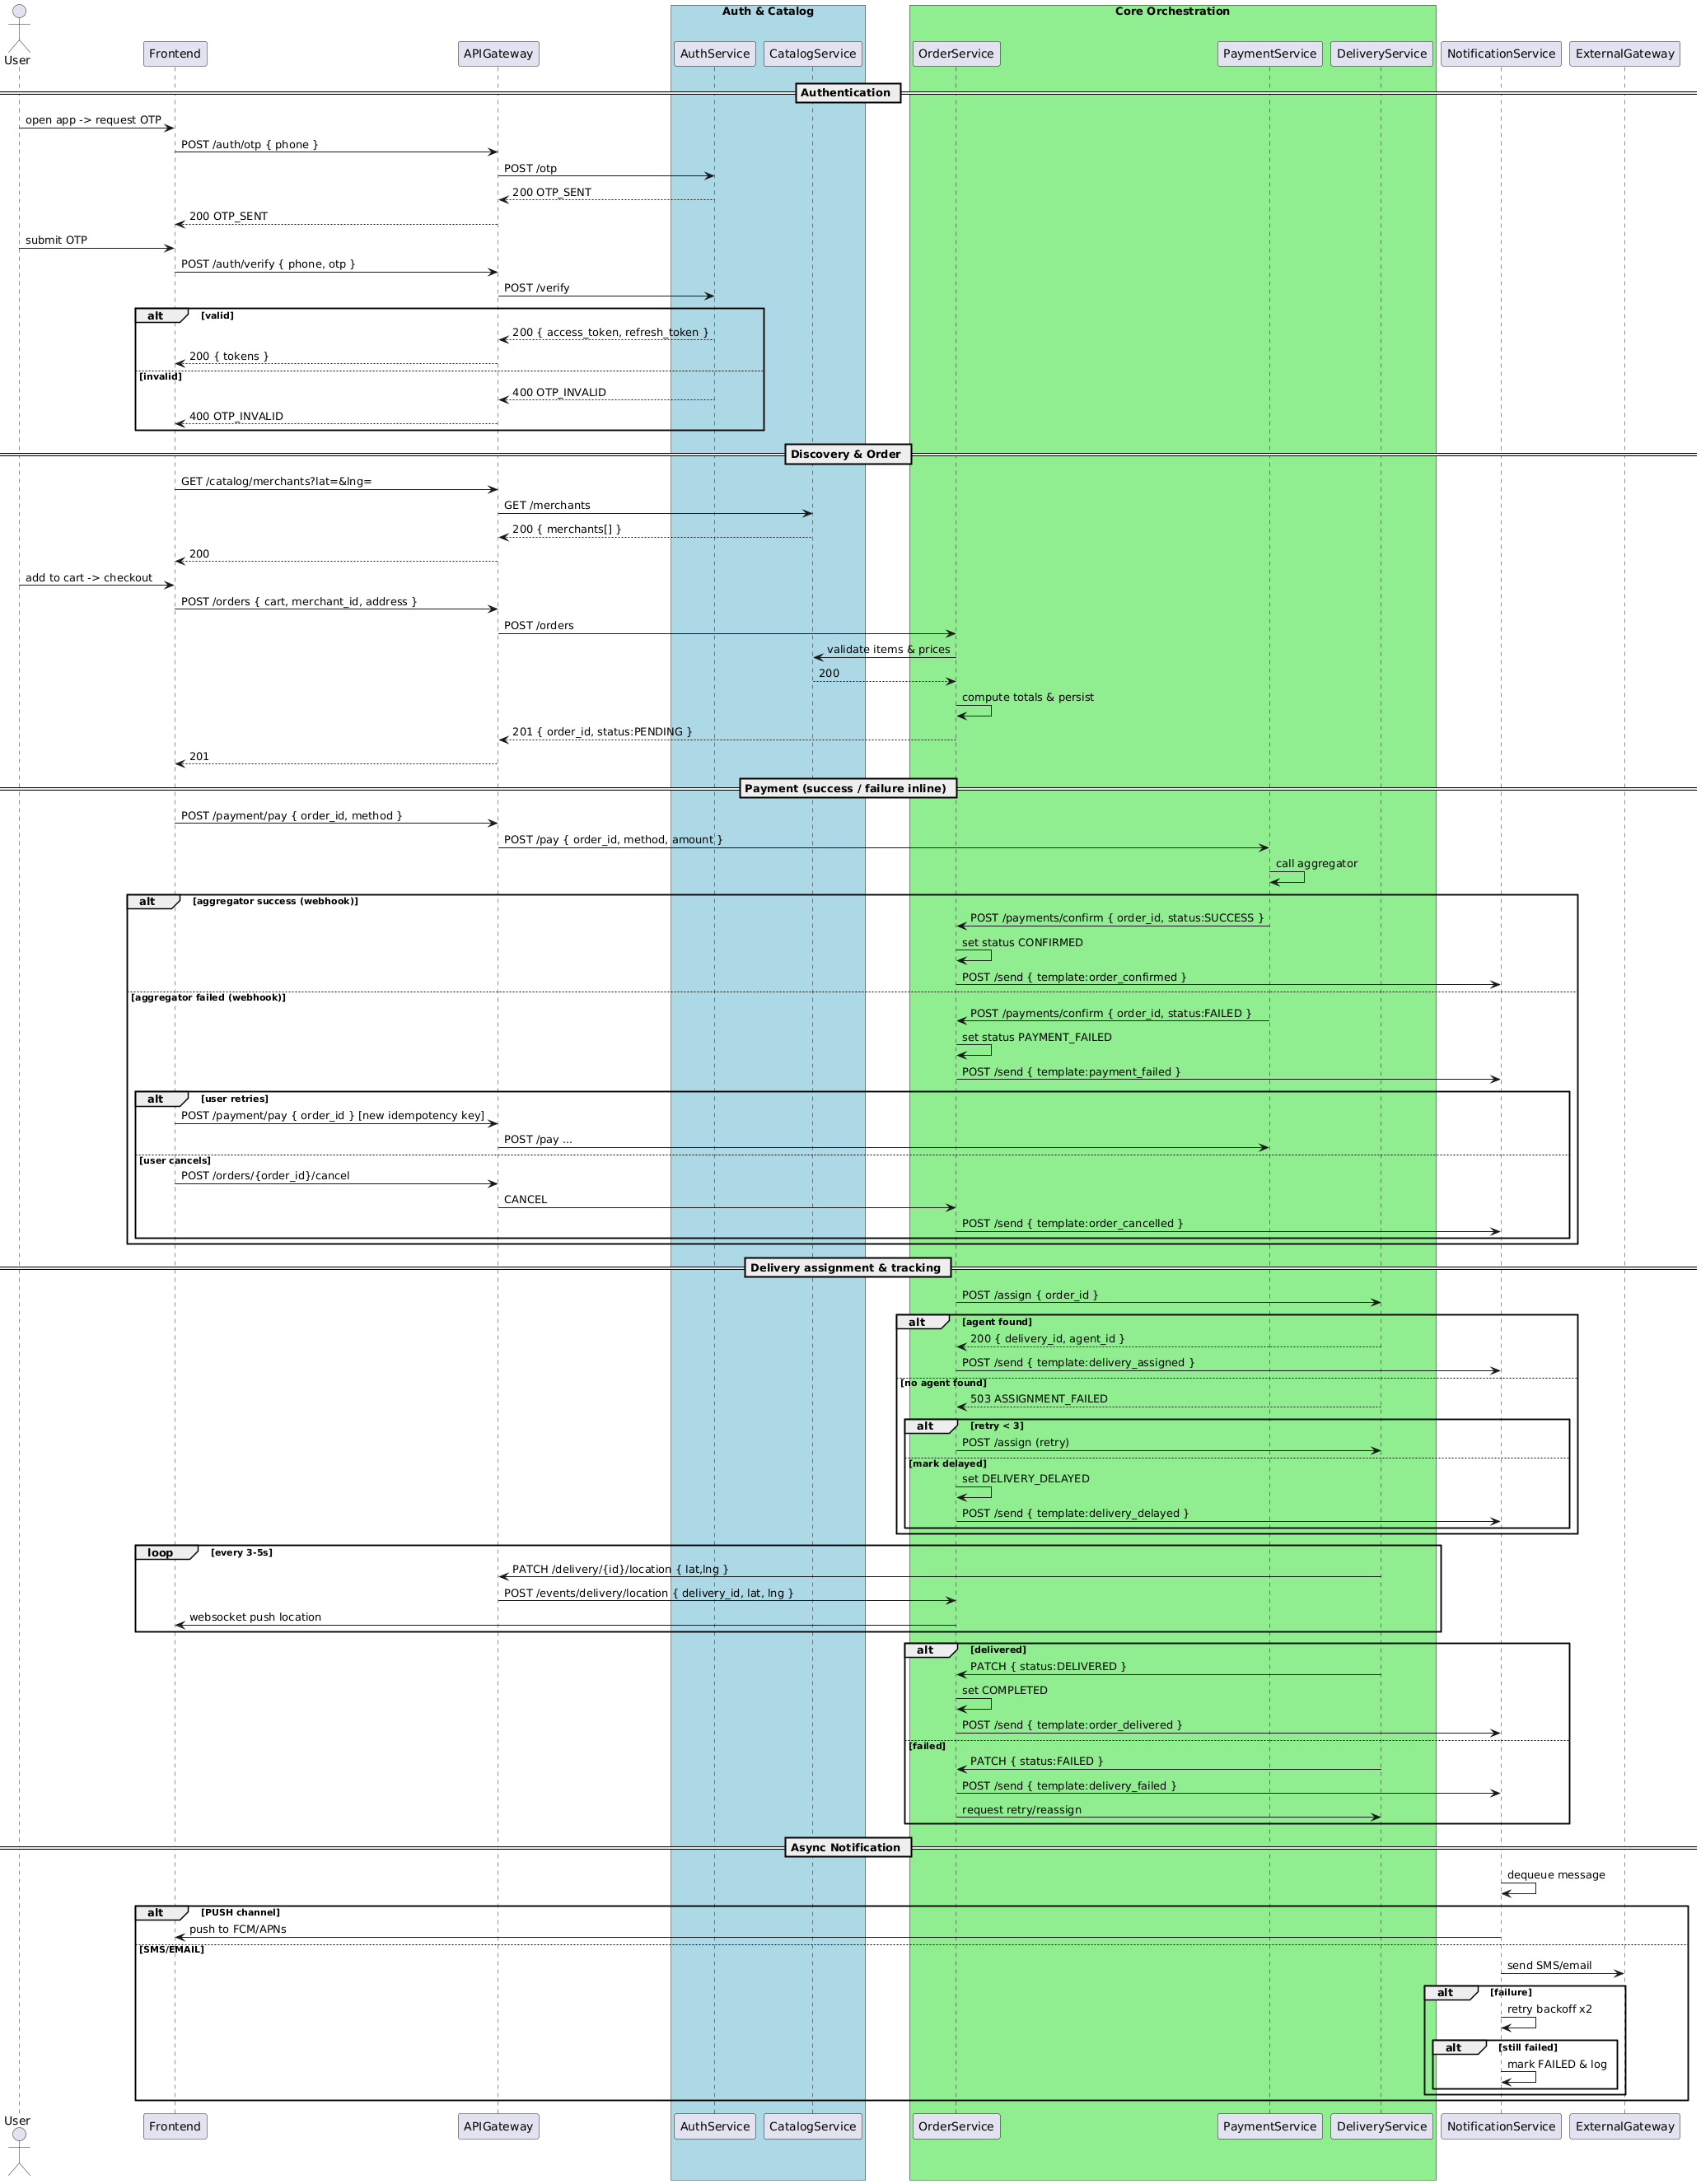 Auth & Catalog
Core Orchestration
User
Frontend
APIGateway
AuthService
CatalogService
OrderService
PaymentService
DeliveryService
NotificationService
ExternalGateway
Authentication
open app -> request OTP
POST /auth/otp { phone }
POST /otp
200 OTP_SENT
200 OTP_SENT
submit OTP
POST /auth/verify { phone, otp }
POST /verify
alt [valid]
200 { access_token, refresh_token }
200 { tokens }
[invalid]
400 OTP_INVALID
400 OTP_INVALID
Discovery & Order
GET /catalog/merchants?lat=&lng=
GET /merchants
200 { merchants[] }
200
add to cart -> checkout
POST /orders { cart, merchant_id, address }
POST /orders
validate items & prices
200
compute totals & persist
201 { order_id, status:PENDING }
201
Payment (success / failure inline)
POST /payment/pay { order_id, method }
POST /pay { order_id, method, amount }
call aggregator
alt [aggregator success (webhook)]
POST /payments/confirm { order_id, status:SUCCESS }
set status CONFIRMED
POST /send { template:order_confirmed }
[aggregator failed (webhook)]
POST /payments/confirm { order_id, status:FAILED }
set status PAYMENT_FAILED
POST /send { template:payment_failed }
alt [user retries]
POST /payment/pay { order_id } [new idempotency key]
POST /pay ...
[user cancels]
POST /orders/{order_id}/cancel
CANCEL
POST /send { template:order_cancelled }
Delivery assignment & tracking
POST /assign { order_id }
alt [agent found]
200 { delivery_id, agent_id }
POST /send { template:delivery_assigned }
[no agent found]
503 ASSIGNMENT_FAILED
alt [retry < 3]
POST /assign (retry)
[mark delayed]
set DELIVERY_DELAYED
POST /send { template:delivery_delayed }
loop [every 3-5s]
PATCH /delivery/{id}/location { lat,lng }
POST /events/delivery/location { delivery_id, lat, lng }
websocket push location
alt [delivered]
PATCH { status:DELIVERED }
set COMPLETED
POST /send { template:order_delivered }
[failed]
PATCH { status:FAILED }
POST /send { template:delivery_failed }
request retry/reassign
Async Notification
dequeue message
alt [PUSH channel]
push to FCM/APNs
[SMS/EMAIL]
send SMS/email
alt [failure]
retry backoff x2
alt [still failed]
mark FAILED & log
User
Frontend
APIGateway
AuthService
CatalogService
OrderService
PaymentService
DeliveryService
NotificationService
ExternalGateway